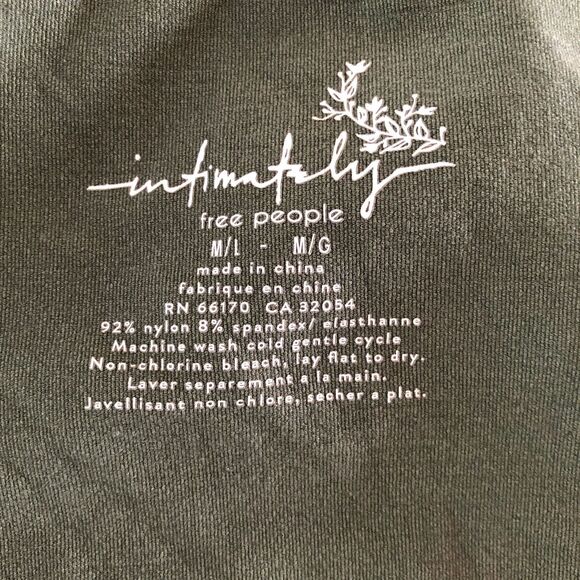 intimately
free people
M/L - M/G
made in china
fabrique en chine
RN 66170 CA 32054
92% nylon 8% spandex/ elasthanne
Machine wash cold gentle cycle
Non-chlorine bleach, lay flat to dry.
Laver separement a la main.
Javellisant non chlore, secher a plat.